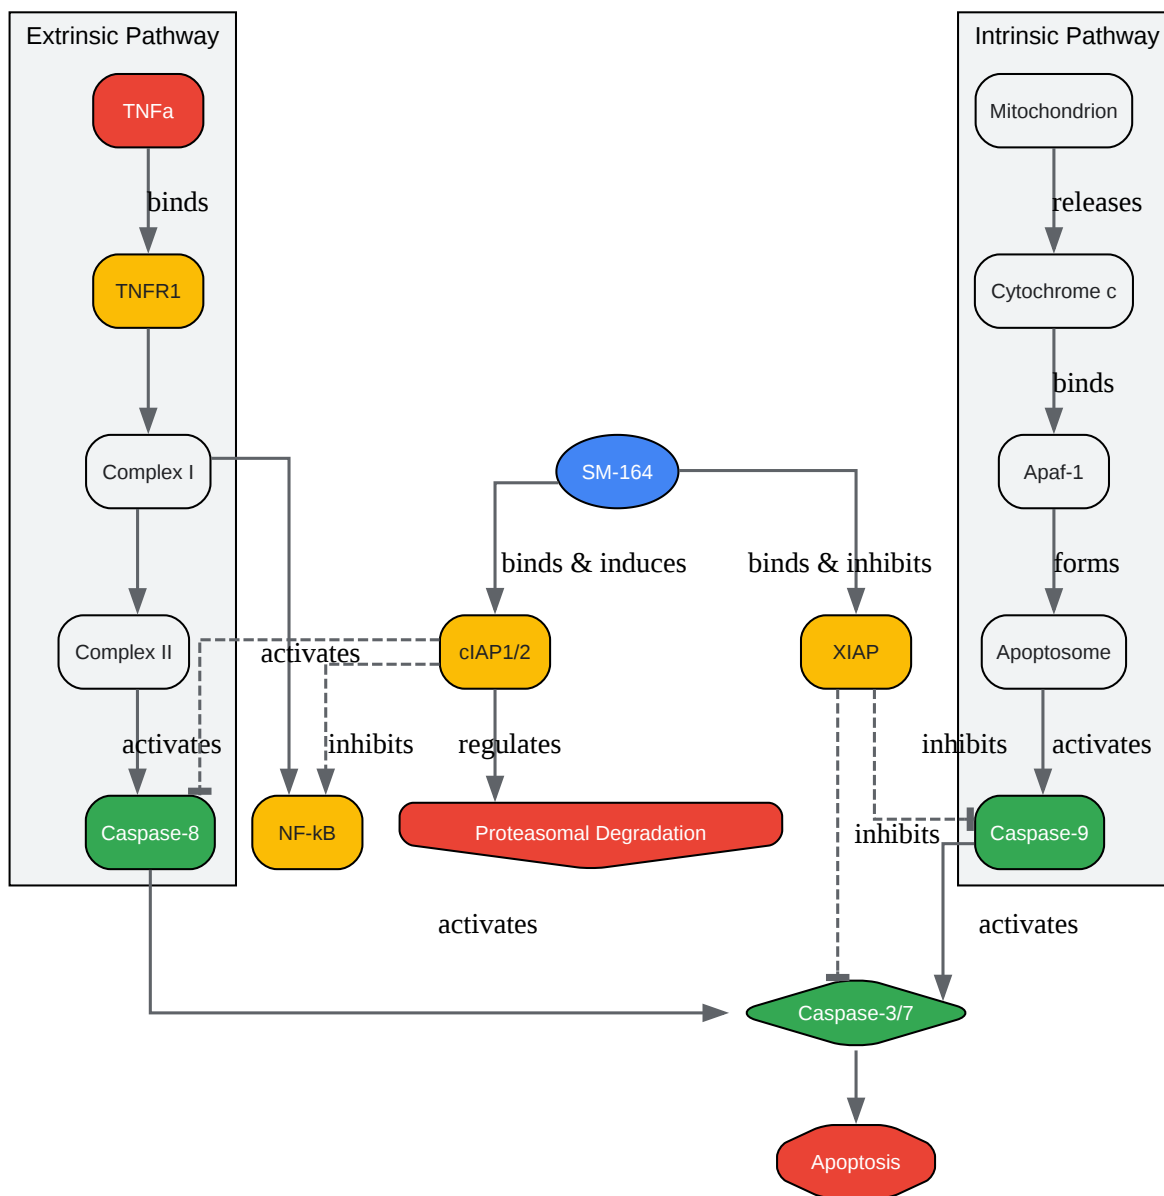 Extrinsic Pathway
Intrinsic Pathway
TNFa
Mitochondrion
binds
releases
TNFR1
Cytochrome c
binds
Complex I
SM-164
Apaf-1
binds & induces
binds & inhibits
forms
Complex II
activates
cIAP1/2
XIAP
Apoptosome
activates
inhibits
regulates
inhibits
activates
Caspase-8
NF-kB
Proteasomal Degradation
inhibits
Caspase-9
activates
activates
Caspase-3/7
Apoptosis